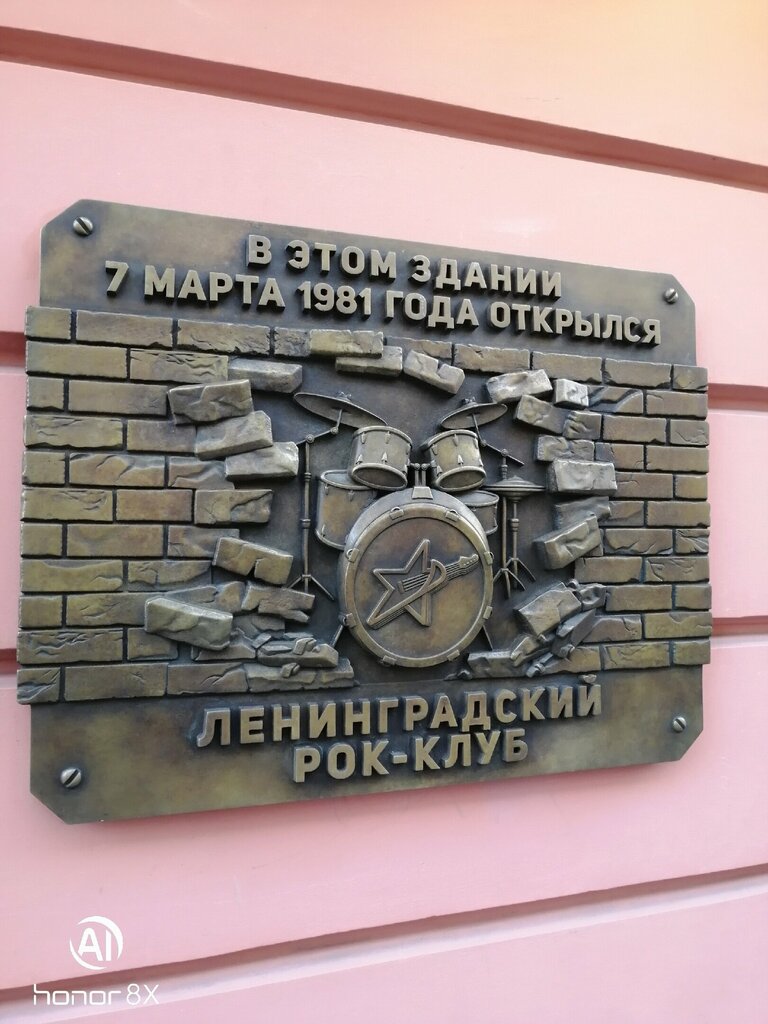 В ЭТОМ ЗДАНИИ
7 МАРТА 1981 ГОДА ОТКРЫЛСЯ
ЛЕНИНГРАДСКИЙ
РОК-КЛУБ
AI
honor 8X